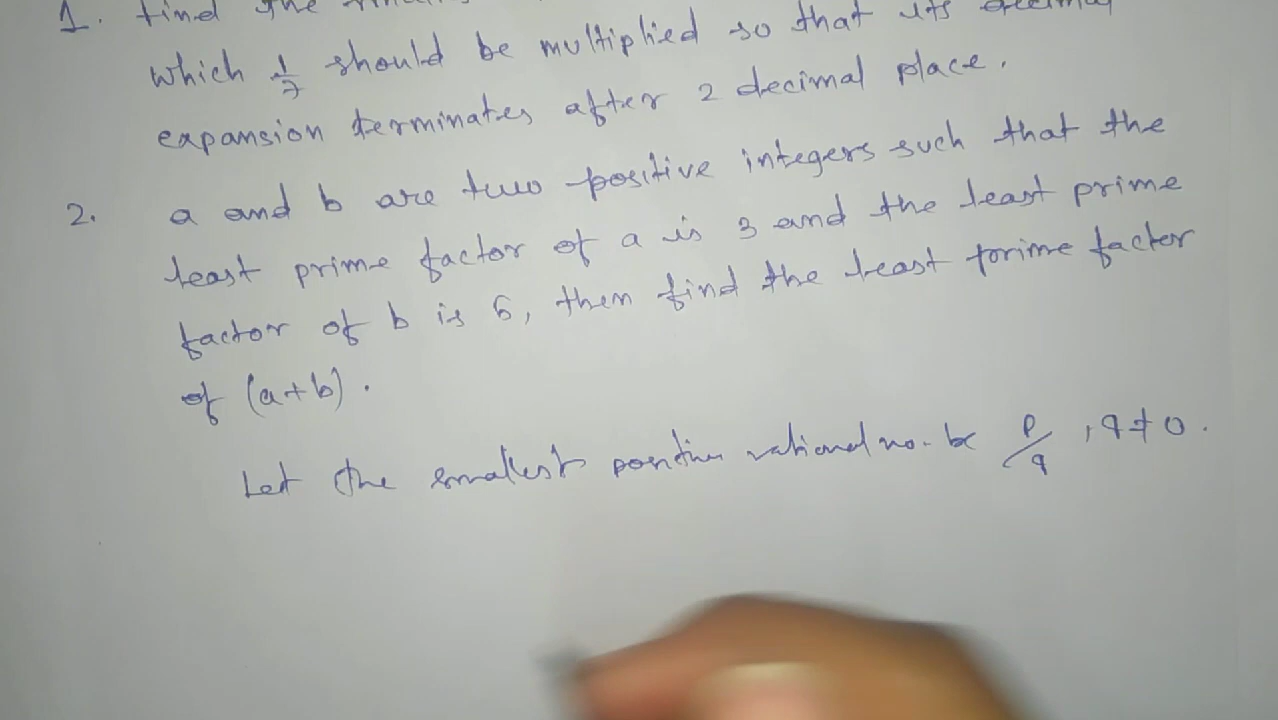 1. find the
which 1/7 should be multiplied so that its decimal
expansion terminates after 2 decimal place.
2. a and b are two positive integers such that the
least prime factor of a is 3 and the least prime
factor of b is 5, then find the least prime factor
of (a+b).
Let the smallest positive rational no. be p/q, q≠0.